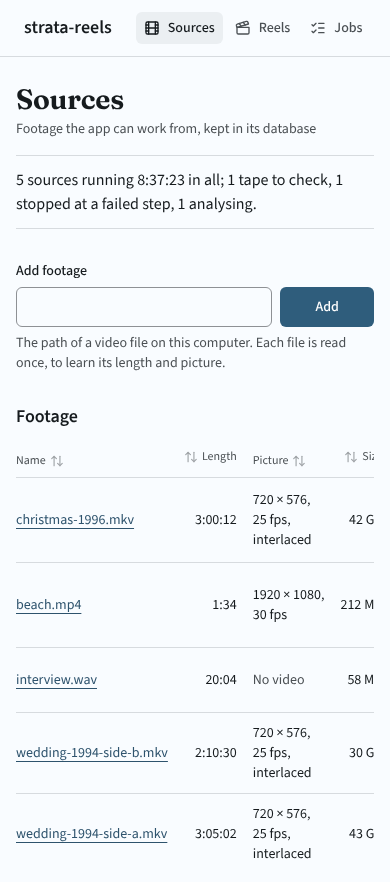 strata-reels Sources Reels Jobs
Sources
Footage the app can work from, kept in its database
5 sources running 8:37:23 in all; 1 tape to check, 1
stopped at a failed step, 1 analysing.
Add footage
Add
The path of a video file on this computer. Each file is read
once, to learn its length and picture.
Footage
Name Length Picture
720 × 576,
christmas-1996.mkv 3:00:12 25 fps, 42 G
interlaced
1920 × 1080,
beach.mp4 1:34 30 fps 212 M
interview.wav 20:04 No video 58 M
720 × 576,
wedding-1994-side-b.mkv 2:10:30 25 fps, 30 G
interlaced
720 × 576,
wedding-1994-side-a.mkv 3:05:02 25 fps, 43 G
interlaced